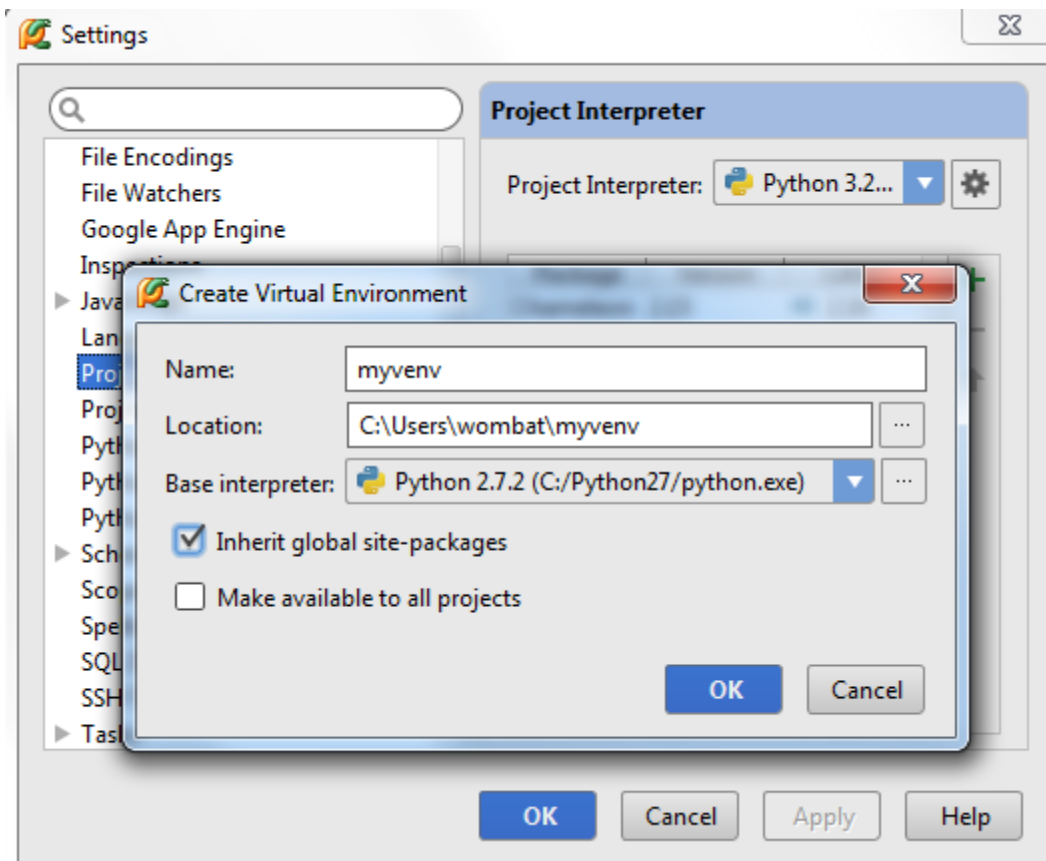 Settings
Project Interpreter
File Encodings
File Watchers
Project Interpreter: Python 3.2...
Google App Engine
Create Virtual Environment
Name: myvenv
Location: C:\Users\wombat\myvenv ...
Base interpreter: Python 2.7.2 (C:/Python27/python.exe) ...
Inherit global site-packages
Make available to all projects
SQL
SSH
OK Cancel
OK Cancel Apply Help